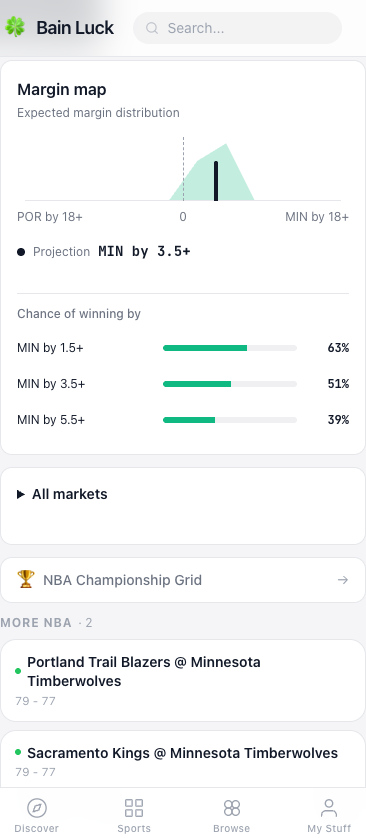 Bain Luck
Search...
Margin map
Expected margin distribution
POR by 18+ 0 MIN by 18+
Projection MIN by 3.5+
Chance of winning by
MIN by 1.5+ 63%
MIN by 3.5+ 51%
MIN by 5.5+ 39%
All markets
NBA Championship Grid
MORE NBA · 2
Portland Trail Blazers @ Minnesota
Timberwolves
79 - 77
Sacramento Kings @ Minnesota Timberwolves
79 - 77
Discover Sports Browse My Stuff